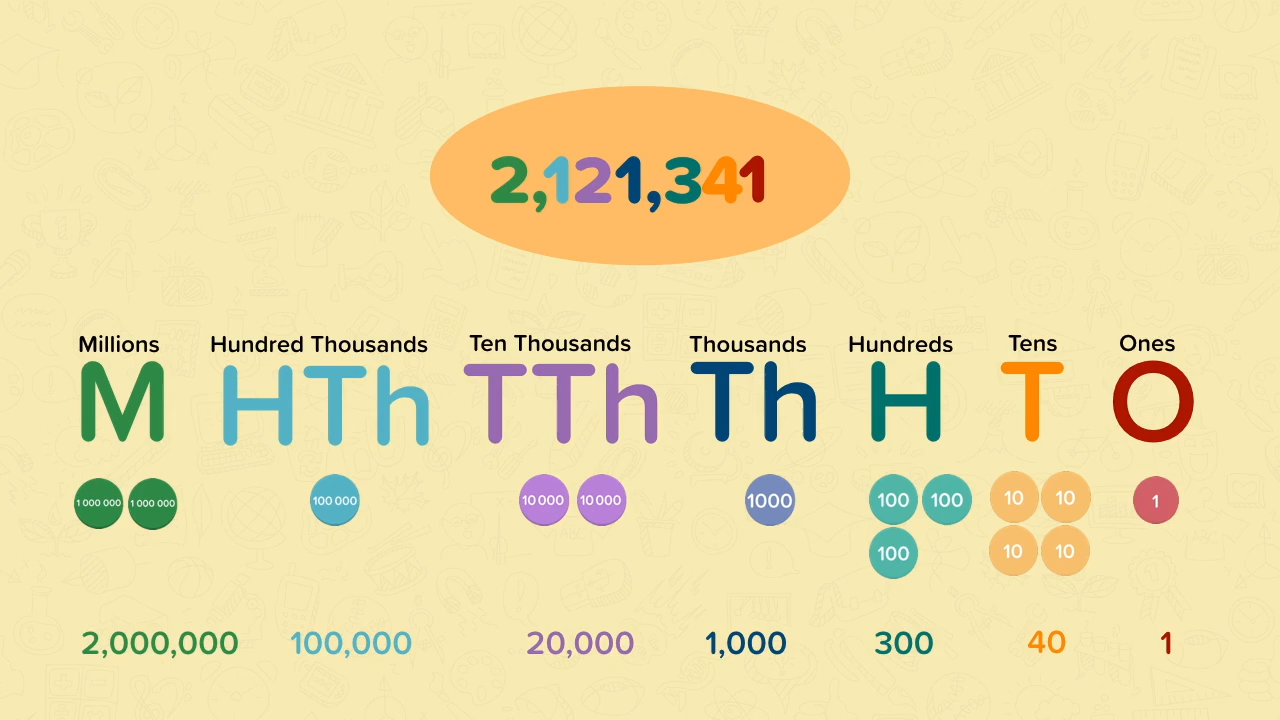 2,121,341
Millions Hundred Thousands Ten Thousands Thousands Hundreds Tens Ones
M HTh TTh Th H T O
1 000 000 1 000 000 100 000 10 000 10 000 1000 100 100 10 10 1
100 10 10
2,000,000 100,000 20,000 1,000 300 40 1